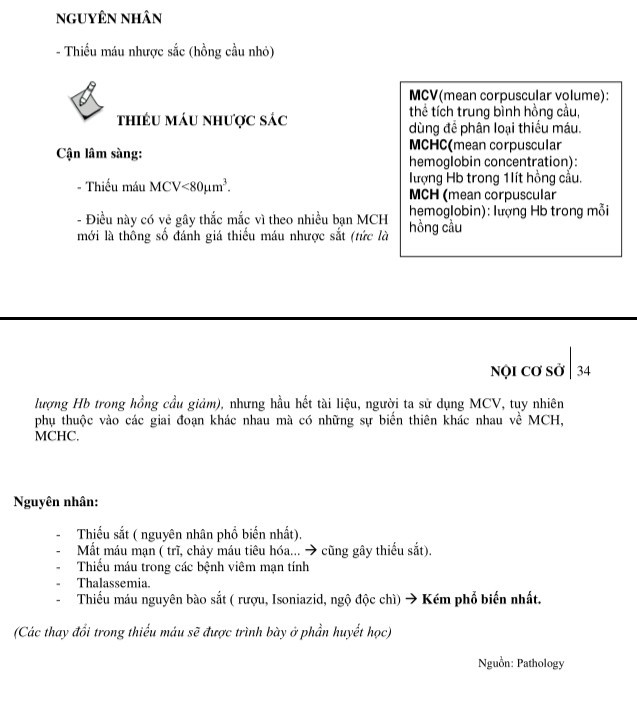 NGUYÊN NHÂN
- Thiếu máu nhược sắc (hồng cầu nhỏ)
THIẾU MÁU NHƯỢC SẮC
Cận lâm sàng:
- Thiếu máu MCV<80µm³.
- Điều này có vẻ gây thắc mắc vì theo nhiều bạn MCH
mới là thông số đánh giá thiếu máu nhược sắt (tức là
MCV(mean corpuscular volume):
thể tích trung bình hồng cầu,
dùng để phân loại thiếu máu.
MCHC(mean corpuscular
hemoglobin concentration):
lượng Hb trong 1lít hồng cầu.
MCH (mean corpuscular
hemoglobin): lượng Hb trong mỗi
hồng cầu
NỘI CƠ SỞ 34
lượng Hb trong hồng cầu giảm), nhưng hầu hết tài liệu, người ta sử dụng MCV, tuy nhiên
phụ thuộc vào các giai đoạn khác nhau mà có những sự biến thiên khác nhau về MCH,
MCHC.
Nguyên nhân:
- Thiếu sắt ( nguyên nhân phổ biến nhất).
- Mất máu mạn ( trĩ, chảy máu tiêu hóa... → cũng gây thiếu sắt).
- Thiếu máu trong các bệnh viêm mạn tính
- Thalassemia.
- Thiếu máu nguyên bào sắt ( rượu, Isoniazid, ngộ độc chì) → Kém phổ biến nhất.
(Các thay đổi trong thiếu máu sẽ được trình bày ở phần huyết học)
Nguồn: Pathology